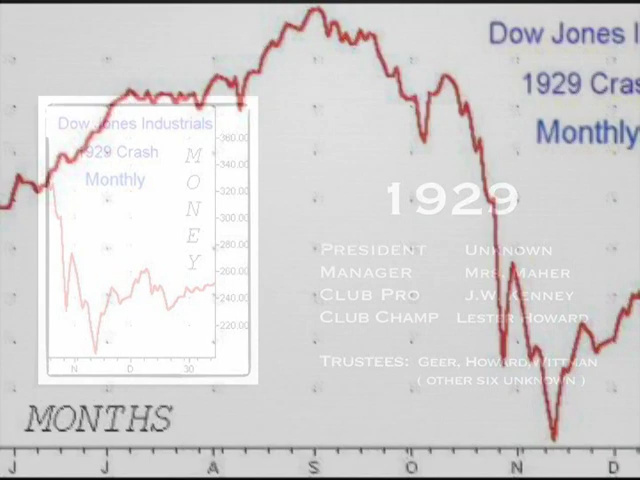 Dow Jones I
1929 Cras
Monthly
Dow Jones Industrials
1929 Crash
Monthly
M
O
N
E
Y
360.00
340.00
320.00
300.00
280.00
260.00
240.00
220.00
N D 30
1929
President Unknown
Manager Mrs. Maher
Club Pro J.W. Kenney
Club Champ Lester Howard
Trustees: Geer, Howard, Wittman
( other six unknown )
MONTHS
J J A S O N D